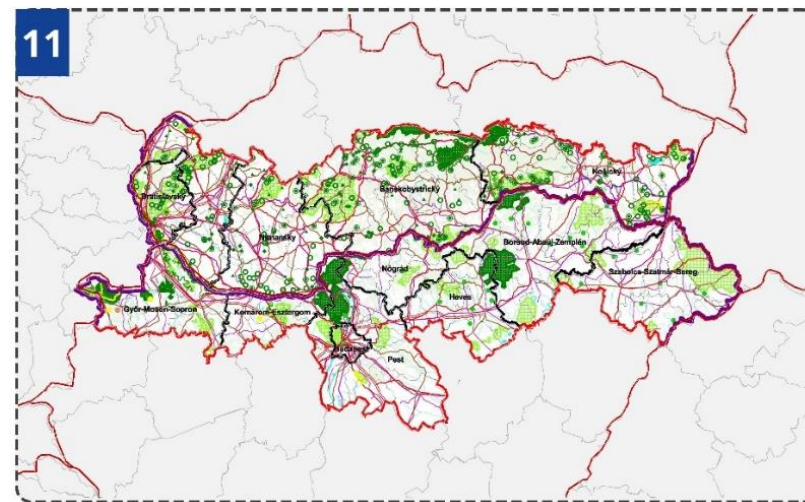 11
Bratislavský
Banskobystrický
Košický
Nitriansky
Borsod-Abaúj-Zemplén
Nógrád
Szabolcs-Szatmár-Bereg
Heves
Győr-Moson-Sopron
Komárom-Esztergom
Budapest
Pest